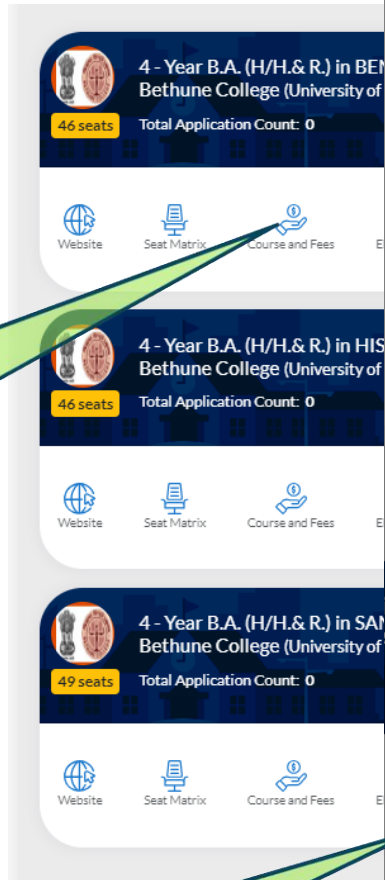 4 - Year B.A. (H/H.& R.) in BEN
Bethune College (University of
46 seats
Total Application Count: 0
Website
Seat Matrix
Course and Fees
E
4 - Year B.A. (H/H.& R.) in HIS
Bethune College (University of
46 seats
Total Application Count: 0
Website
Seat Matrix
Course and Fees
E
4 - Year B.A. (H/H.& R.) in SAN
Bethune College (University of
49 seats
Total Application Count: 0
Website
Seat Matrix
Course and Fees
E